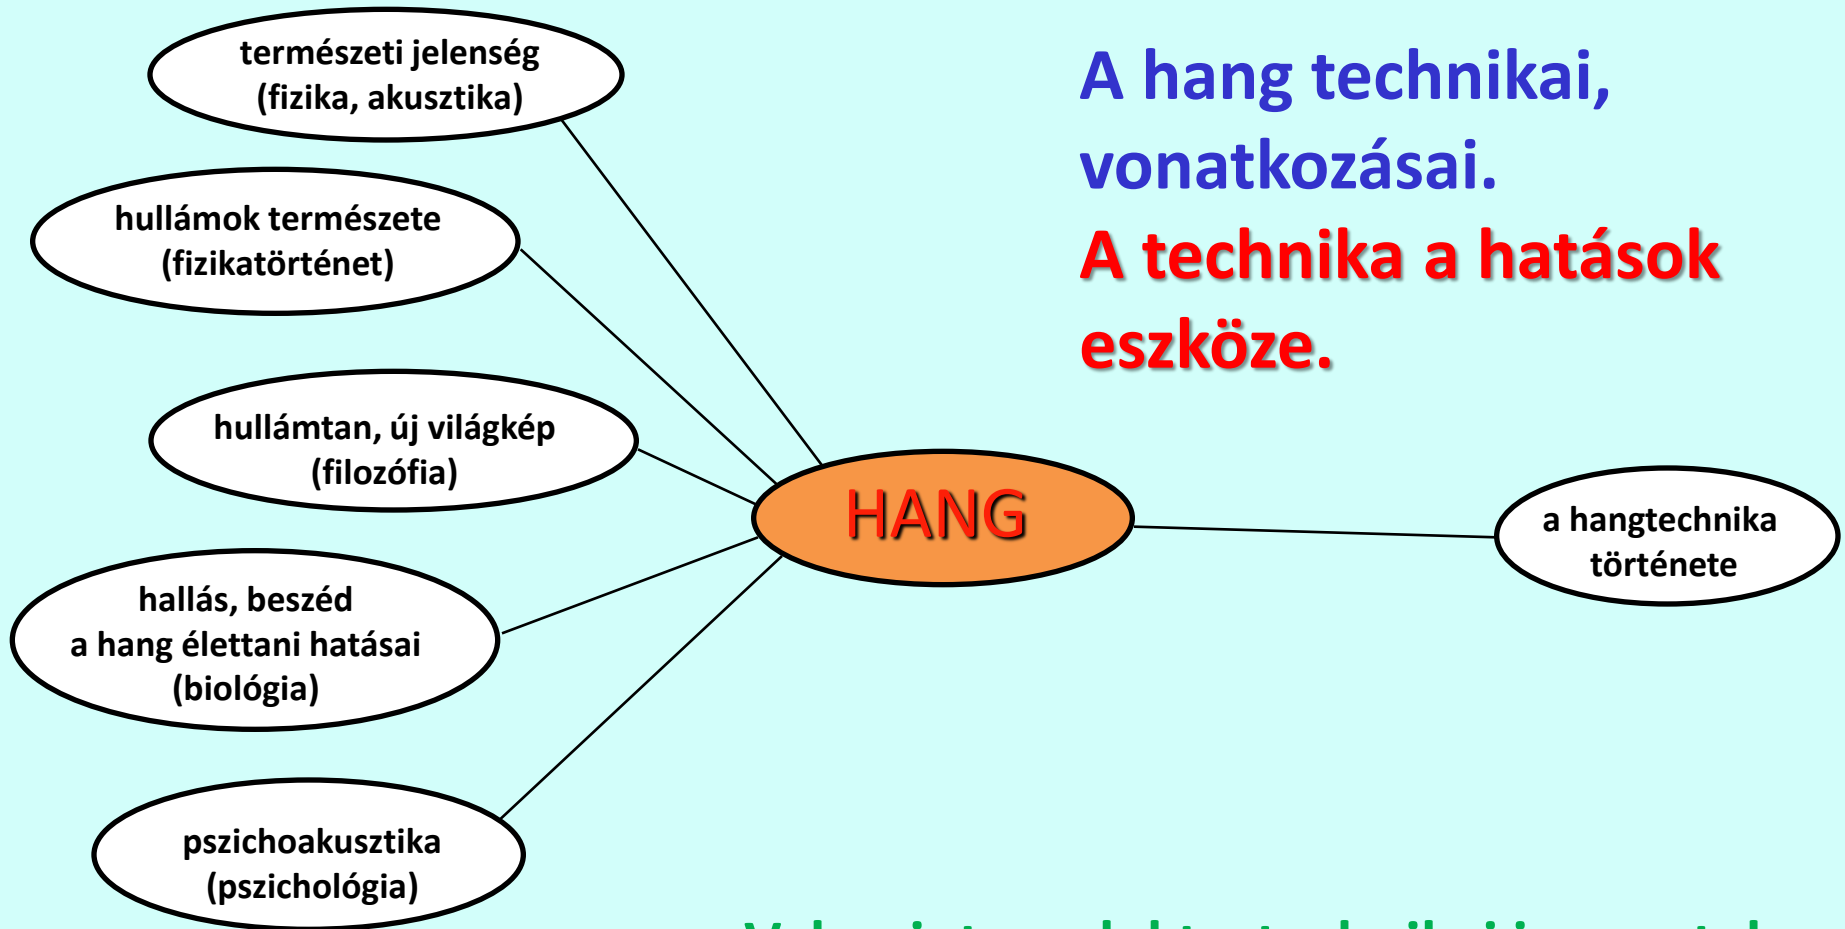 természeti jelenség
(fizika, akusztika)
hullámok természete
(fizikatörténet)
hullámtan, új világkép
(filozófia)
hallás, beszéd
a hang élettani hatásai
(biológia)
pszichoakusztika
(pszichológia)
A hang technikai,
vonatkozásai.
A technika a hatások
eszköze.
HANG
a hangtechnika
története